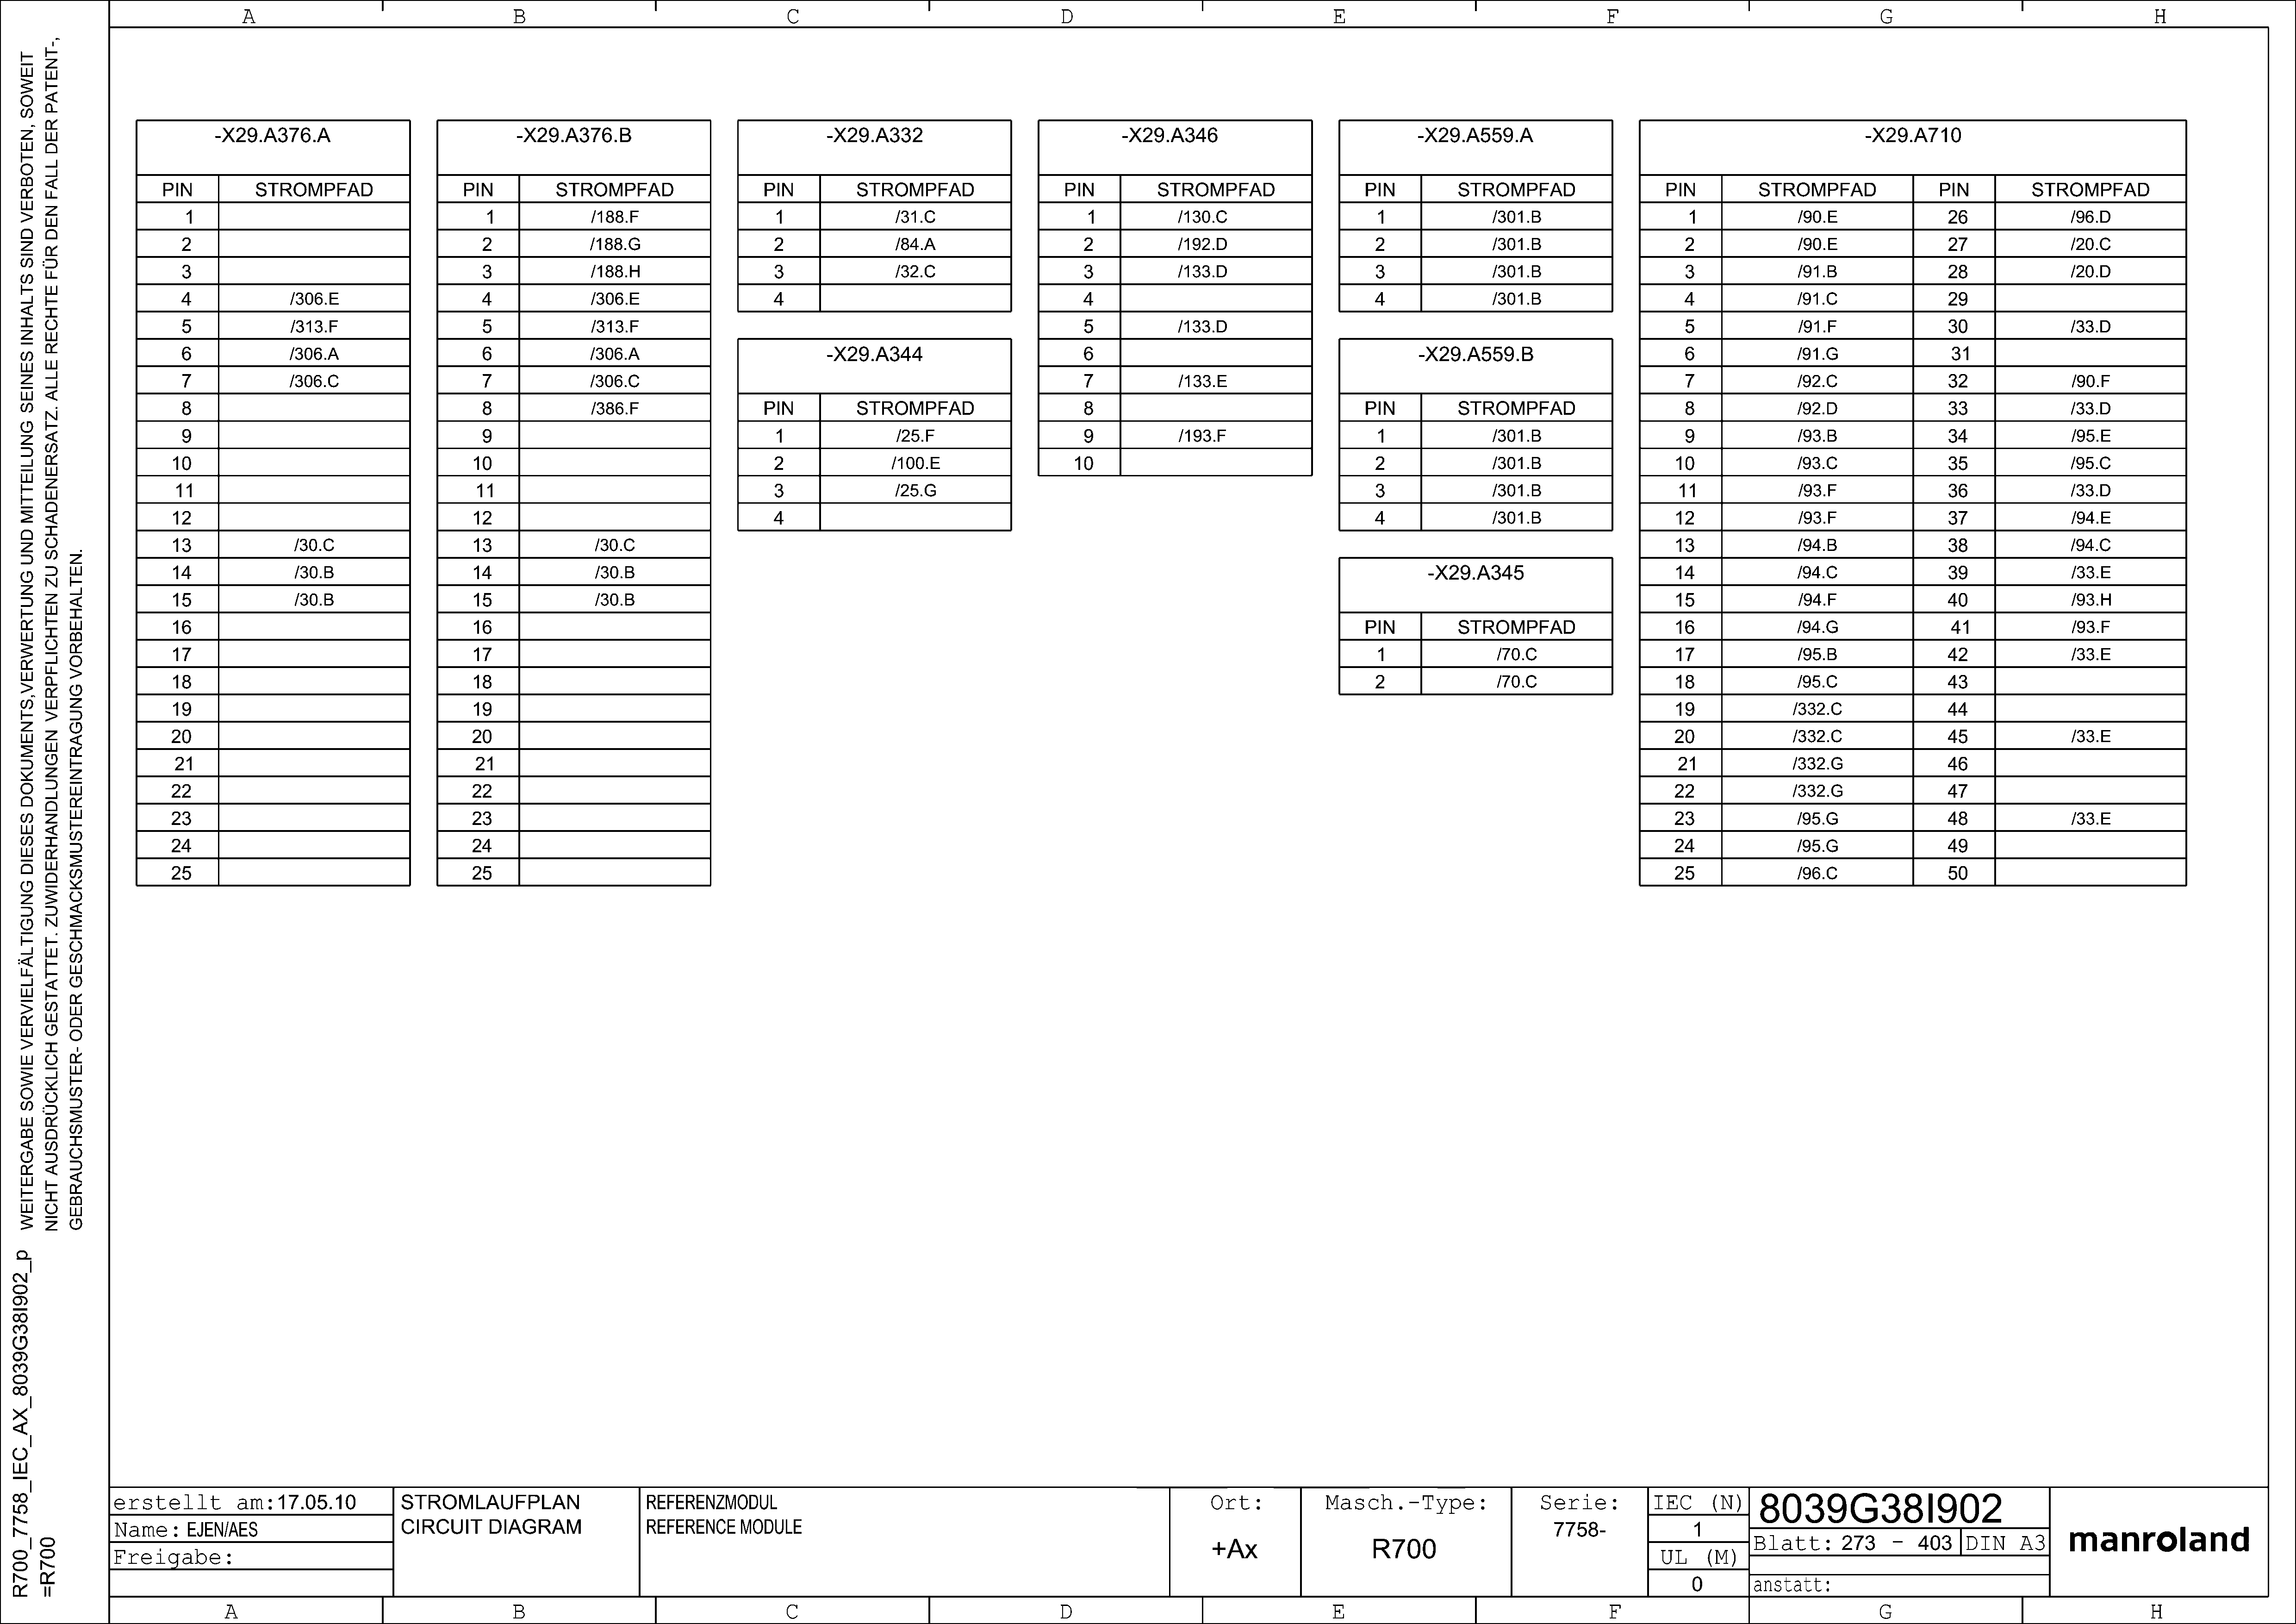 A B C D E F G H
-X29.A376.A
PIN STROMPFAD
1
2
3
4 /306.E
5 /313.F
6 /306.A
7 /306.C
8
9
10
11
12
13 /30.C
14 /30.B
15 /30.B
16
17
18
19
20
21
22
23
24
25
-X29.A376.B
PIN STROMPFAD
1 /188.F
2 /188.G
3 /188.H
4 /306.E
5 /313.F
6 /306.A
7 /306.C
8 /386.F
9
10
11
12
13 /30.C
14 /30.B
15 /30.B
16
17
18
19
20
21
22
23
24
25
-X29.A332
PIN STROMPFAD
1 /31.C
2 /84.A
3 /32.C
4
-X29.A344
PIN STROMPFAD
1 /25.F
2 /100.E
3 /25.G
4
-X29.A346
PIN STROMPFAD
1 /130.C
2 /192.D
3 /133.D
4
5 /133.D
6
7 /133.E
8
9 /193.F
10
-X29.A559.A
PIN STROMPFAD
1 /301.B
2 /301.B
3 /301.B
4 /301.B
-X29.A559.B
PIN STROMPFAD
1 /301.B
2 /301.B
3 /301.B
4 /301.B
-X29.A345
PIN STROMPFAD
1 /70.C
2 /70.C
-X29.A710
PIN STROMPFAD PIN STROMPFAD
1 /90.E 26 /96.D
2 /90.E 27 /20.C
3 /91.B 28 /20.D
4 /91.C 29
5 /91.F 30 /33.D
6 /91.G 31
7 /92.C 32 /90.F
8 /92.D 33 /33.D
9 /93.B 34 /95.E
10 /93.C 35 /95.C
11 /93.F 36 /33.D
12 /93.F 37 /94.E
13 /94.B 38 /94.C
14 /94.C 39 /33.E
15 /94.F 40 /93.H
16 /94.G 41 /93.F
17 /95.B 42 /33.E
18 /95.C 43
19 /332.C 44
20 /332.C 45 /33.E
21 /332.G 46
22 /332.G 47
23 /95.G 48 /33.E
24 /95.G 49
25 /96.C 50
WEITERGABE SOWIE VERVIELFÄLTIGUNG DIESES DOKUMENTS,VERWERTUNG UND MITTEILUNG SEINES INHALTS SIND VERBOTEN, SOWEIT
NICHT AUSDRÜCKLICH GESTATTET. ZUWIDERHANDLUNGEN VERPFLICHTEN ZU SCHADENERSATZ. ALLE RECHTE FÜR DEN FALL DER PATENT-,
GEBRAUCHSMUSTER- ODER GESCHMACKSMUSTEREINTRAGUNG VORBEHALTEN.
R700_7758_IEC_AX_8039G38I902_p
=R700
erstellt am:17.05.10
Name: EJEN/AES
Freigabe:
STROMLAUFPLAN
CIRCUIT DIAGRAM
REFERENZMODUL
REFERENCE MODULE
Ort:
+Ax
Masch.-Type:
R700
Serie:
7758-
IEC (N)
1
UL (M)
0
8039G38I902
Blatt: 273 - 403 DIN A3
anstatt:
manroland
A B C D E F G H